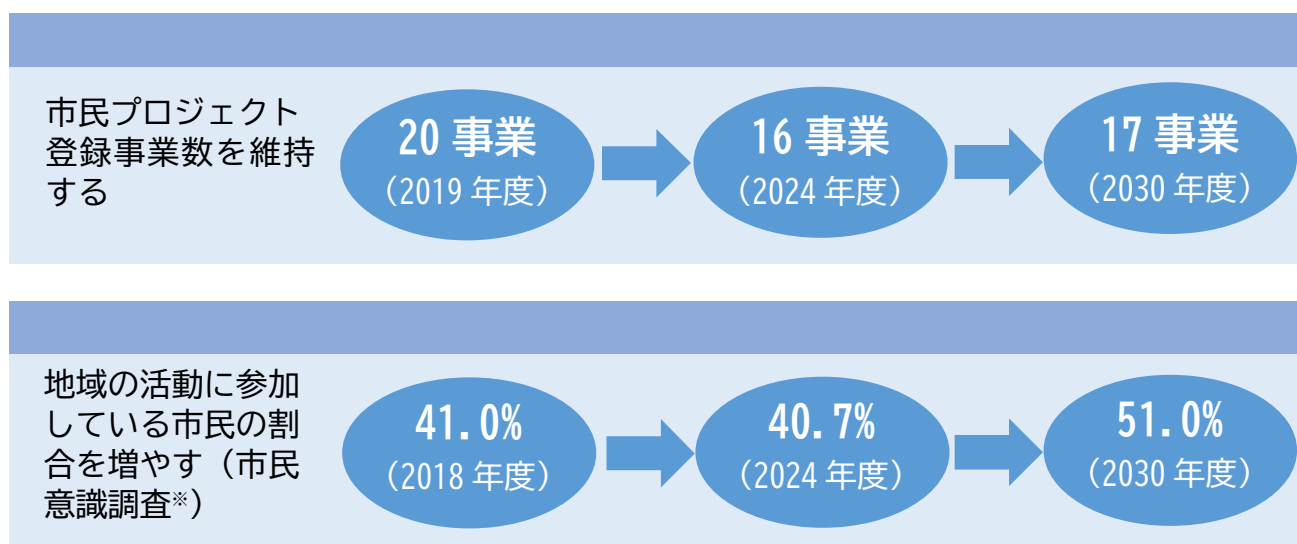 市民プロジェクト
登録事業数を維持
する
20 事業
（2019 年度）
16 事業
（2024 年度）
17 事業
（2030 年度）
地域の活動に参加
している市民の割
合を増やす（市民
意識調査※）
41.0%
（2018 年度）
40.7%
（2024 年度）
51.0%
（2030 年度）